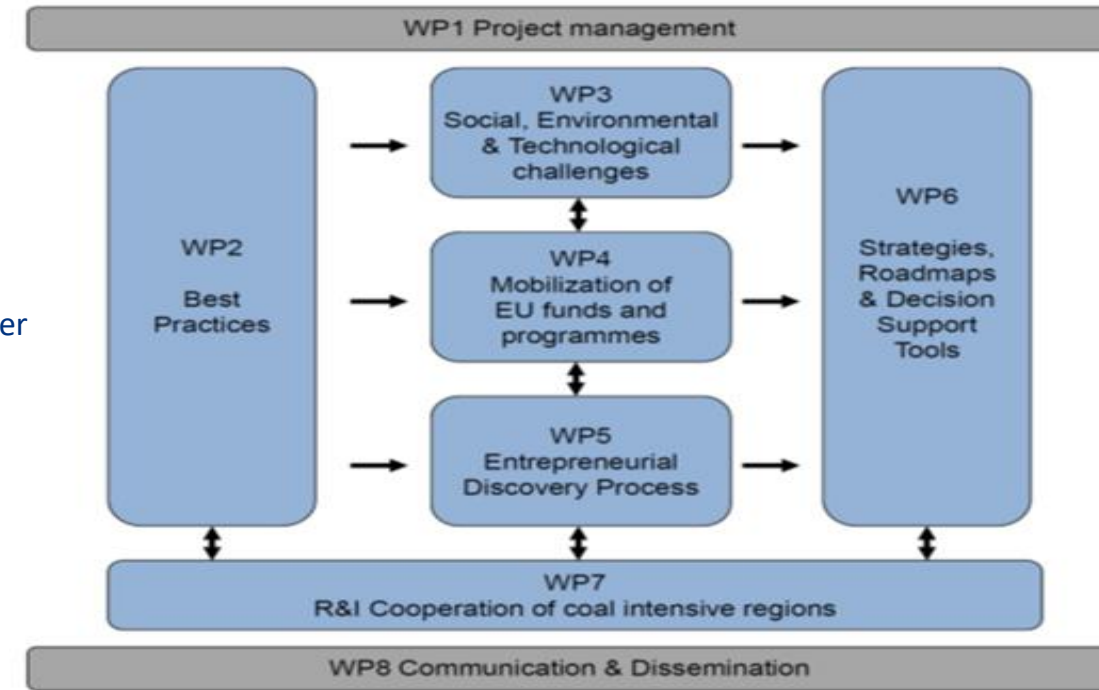 WP1 Project management
WP3
Social, Environmental
& Technological
challenges
WP2
Best
Practices
WP4
Mobilization of
EU funds and
programmes
WP6
Strategies,
Roadmaps
& Decision
Support
Tools
er
WP5
Entrepreneurial
Discovery Process
WP7
R&I Cooperation of coal intensive regions
WP8 Communication & Dissemination